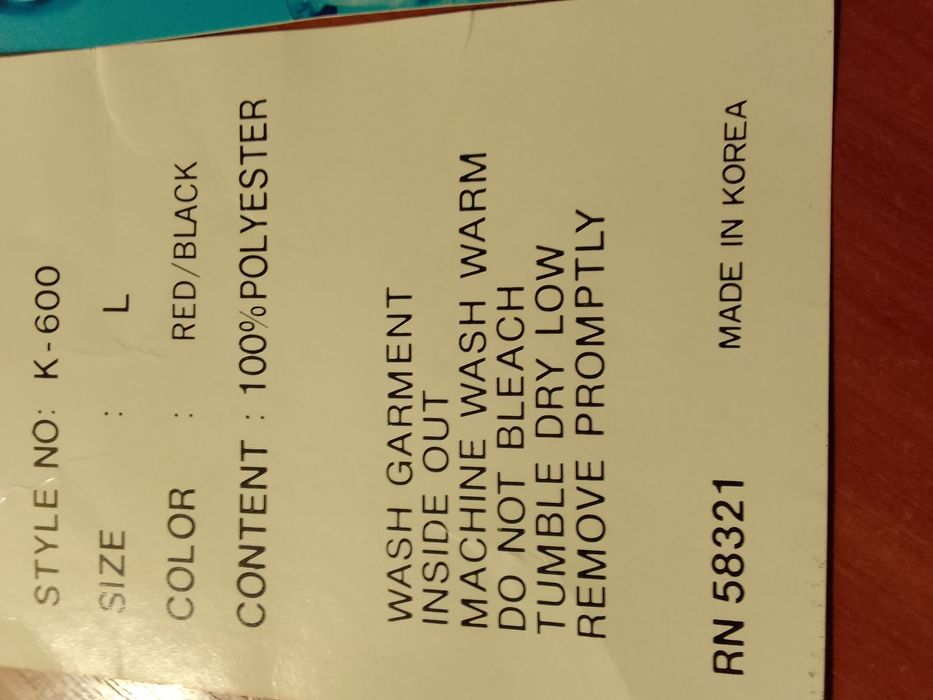 STYLE NO: K-600
SIZE : L
COLOR : RED/BLACK
CONTENT : 100%POLYESTER
WASH GARMENT
INSIDE OUT
MACHINE WASH WARM
DO NOT BLEACH
TUMBLE DRY LOW
REMOVE PROMPTLY
RN 58321 MADE IN KOREA